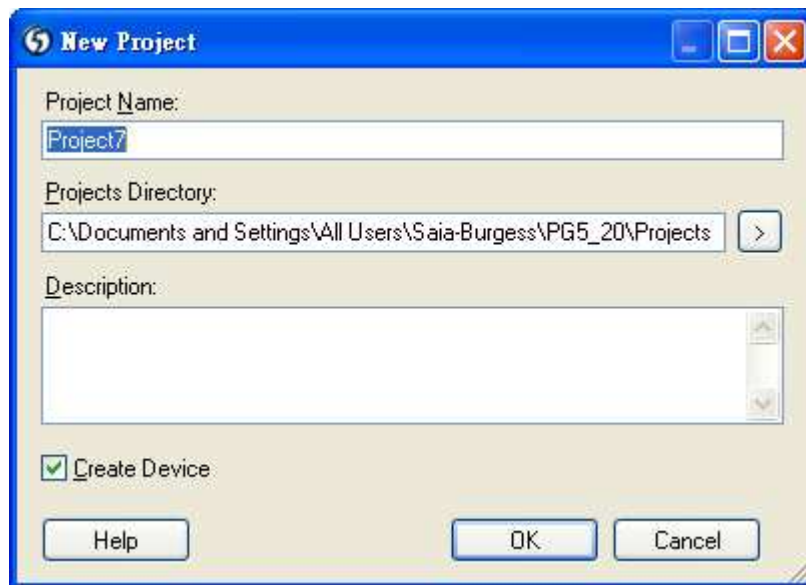 New Project
Project Name:
Project7
Projects Directory:
C:\Documents and Settings\All Users\Saia-Burgess\PG5_20\Projects
>
Description:
Create Device
Help
OK
Cancel